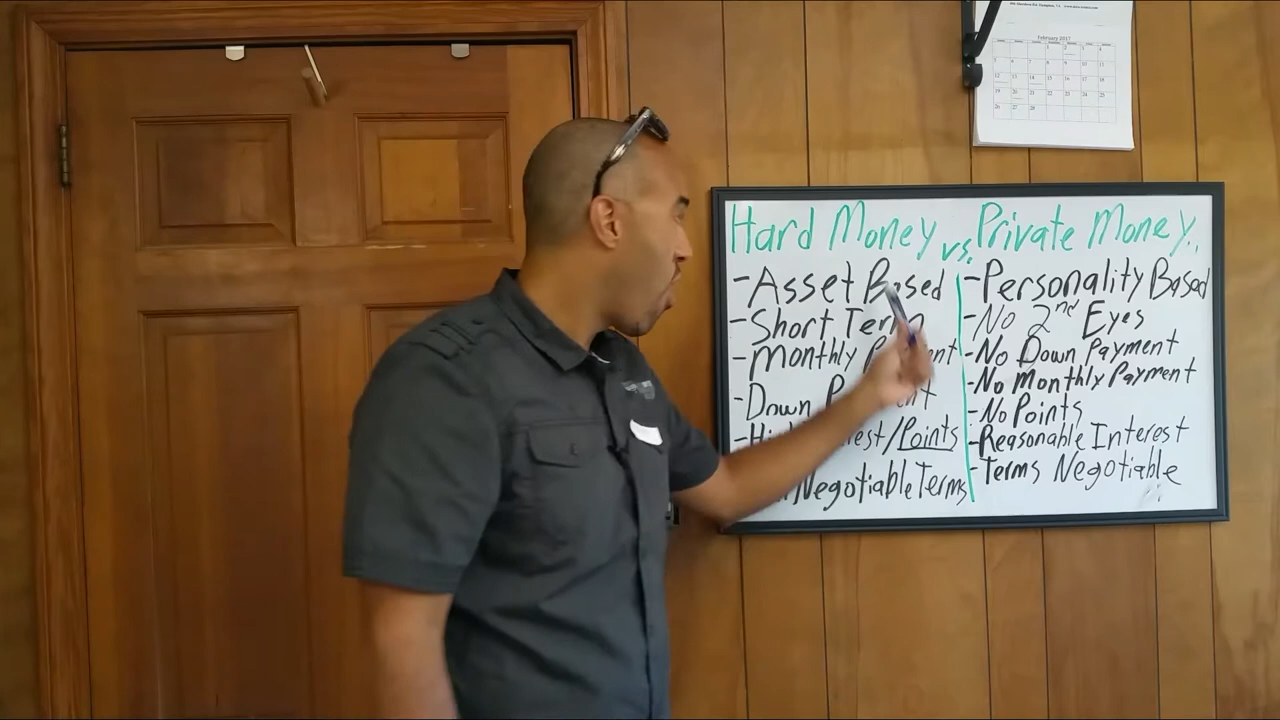 February 2017
Hard Money vs. Private Money
- Asset Based
- Short Term
- Monthly
- Down
/Points
Negotiable Terms
- Personality Based
- No 2nd Eyes
- No Down Payment
- No Monthly Payment
- No Points
- Reasonable Interest
- Terms Negotiable